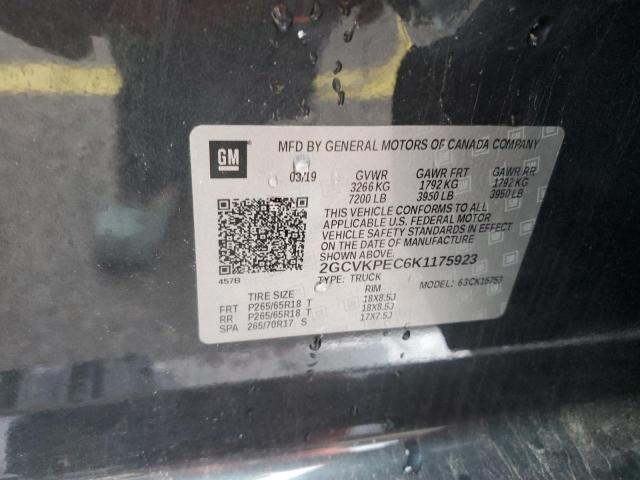 GM
MFD BY GENERAL MOTORS OF CANADA COMPANY
03/19 GVWR GAWR FRT GAWR RR
3266 KG 1792 KG 1792 KG
7200 LB 3950 LB 3950 LB
THIS VEHICLE CONFORMS TO ALL
APPLICABLE U.S. FEDERAL MOTOR
VEHICLE SAFETY STANDARDS IN EFFECT
ON THE DATE OF MANUFACTURE SHOWN ABOVE.
2GCVKPEC6K1175923
457B TYPE: TRUCK MODEL: 63CK15753
TIRE SIZE RIM
FRT P265/65R18 T 18X8.5J
RR P265/65R18 T 18X8.5J
SPA 265/70R17 S 17X7.5J